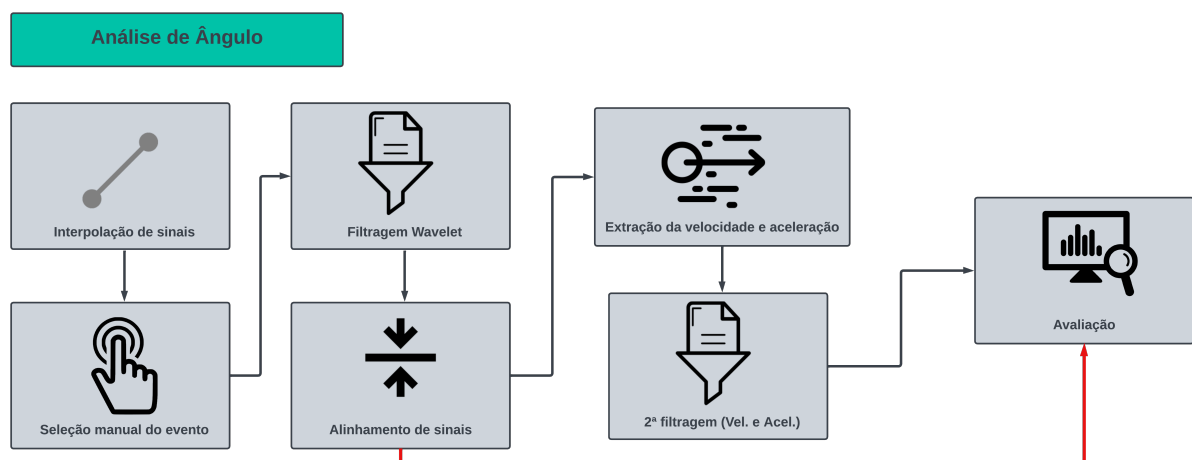 Análise de Ângulo
Interpolação de sinais
Seleção manual do evento
Filtragem Wavelet
Alinhamento de sinais
Extração da velocidade e aceleração
2ª filtragem (Vel. e Acel.)
Avaliação